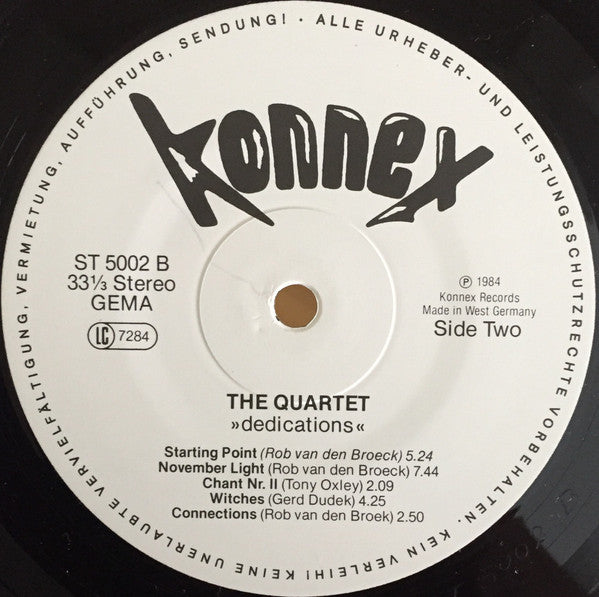 ALLE URHEBER- UND LEISTUNGSSCHUTZRECHTE VORBEHALTEN. KEIN VERLEIH! KEINE UNERLAUBTE VERVIELFÄLTIGUNG, VERMIETUNG, AUFFÜHRUNG, SENDUNG! ·
Konnex
ST 5002 B
33⅓ Stereo
GEMA
LC 7284
Ⓟ 1984
Konnex Records
Made in West Germany
Side Two
THE QUARTET
»dedications«
Starting Point (Rob van den Broeck) 5.24
November Light (Rob van den Broeck) 7.44
Chant Nr. II (Tony Oxley) 2.09
Witches (Gerd Dudek) 4.25
Connections (Rob van den Broek) 2.50